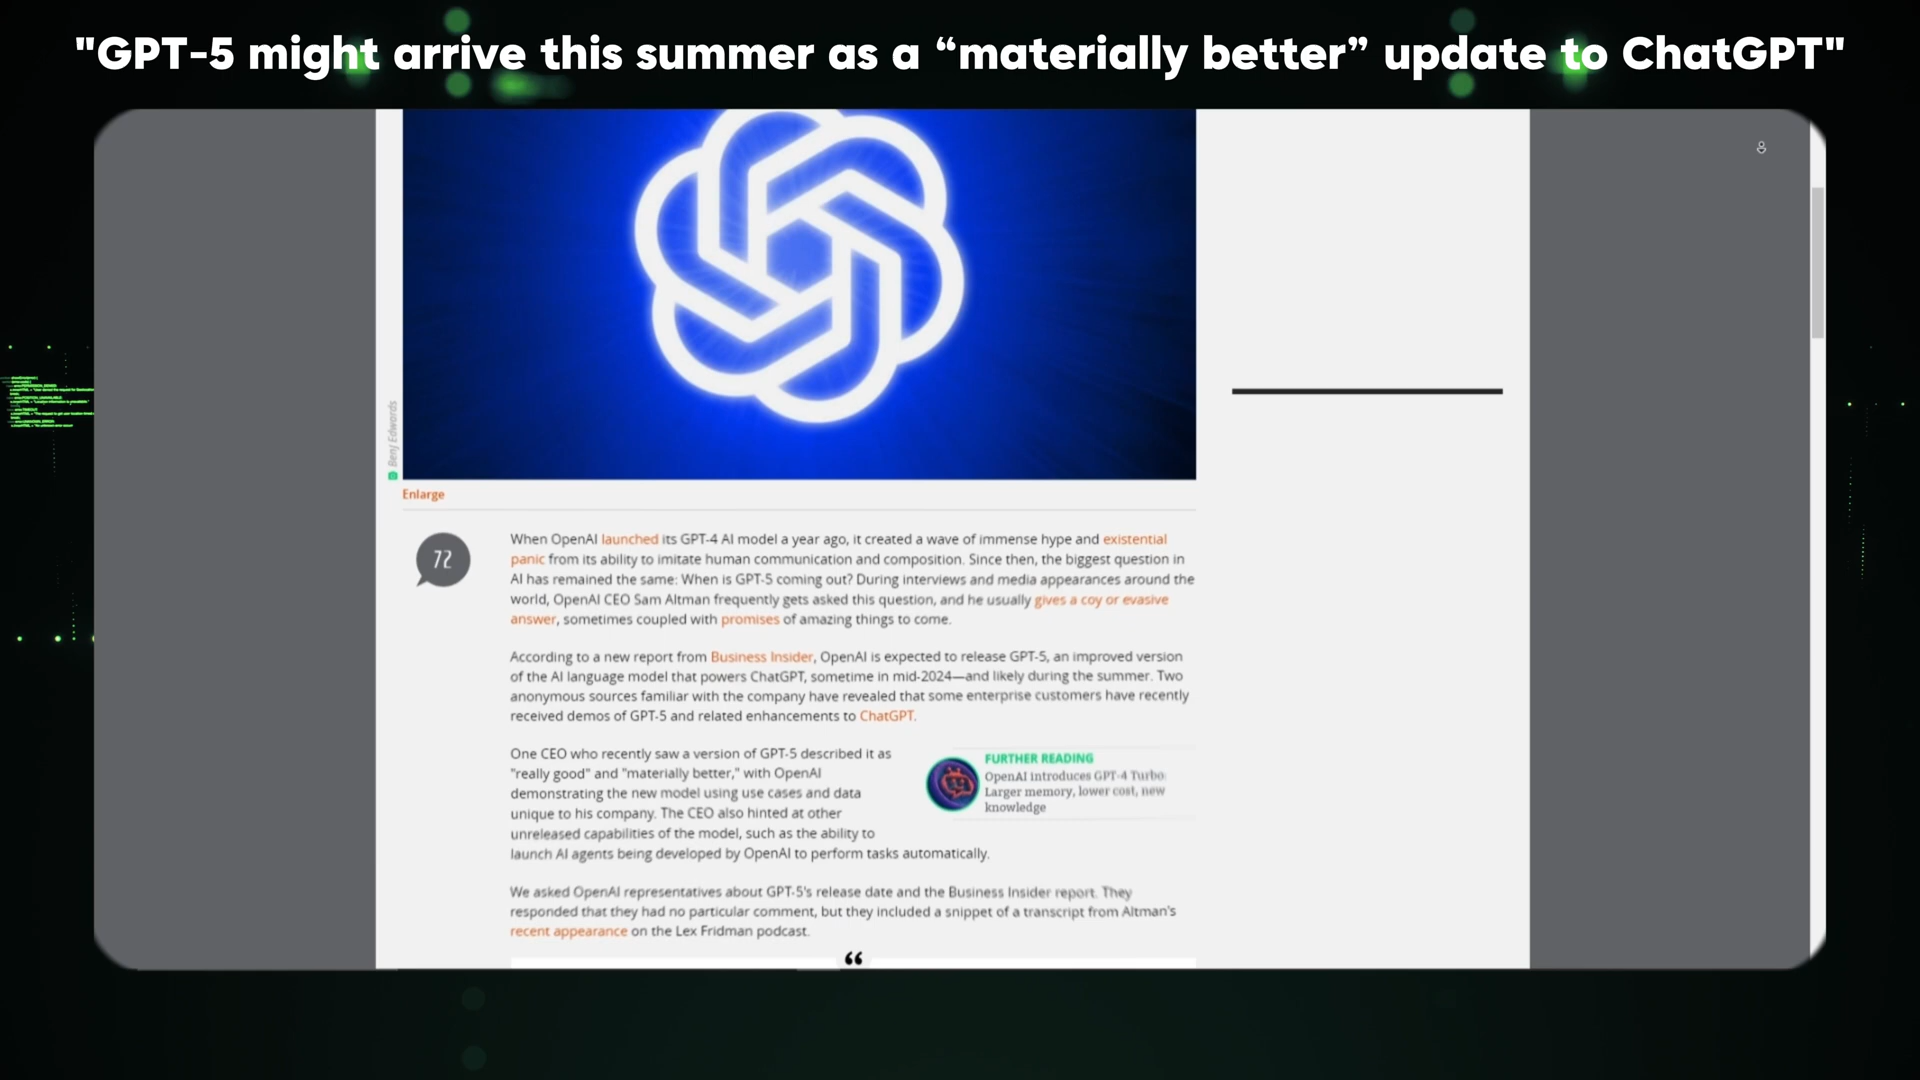 "GPT-5 might arrive this summer as a “materially better” update to ChatGPT"
Benj Edwards
Enlarge
72
When OpenAI launched its GPT-4 AI model a year ago, it created a wave of immense hype and existential
panic from its ability to imitate human communication and composition. Since then, the biggest question in
AI has remained the same: When is GPT-5 coming out? During interviews and media appearances around the
world, OpenAI CEO Sam Altman frequently gets asked this question, and he usually gives a coy or evasive
answer, sometimes coupled with promises of amazing things to come.
According to a new report from Business Insider, OpenAI is expected to release GPT-5, an improved version
of the AI language model that powers ChatGPT, sometime in mid-2024—and likely during the summer. Two
anonymous sources familiar with the company have revealed that some enterprise customers have recently
received demos of GPT-5 and related enhancements to ChatGPT.
One CEO who recently saw a version of GPT-5 described it as
"really good" and "materially better," with OpenAI
demonstrating the new model using use cases and data
unique to his company. The CEO also hinted at other
unreleased capabilities of the model, such as the ability to
launch AI agents being developed by OpenAI to perform tasks automatically.
FURTHER READING
OpenAI introduces GPT-4 Turbo:
Larger memory, lower cost, new
knowledge
We asked OpenAI representatives about GPT-5's release date and the Business Insider report. They
responded that they had no particular comment, but they included a snippet of a transcript from Altman's
recent appearance on the Lex Fridman podcast.
“